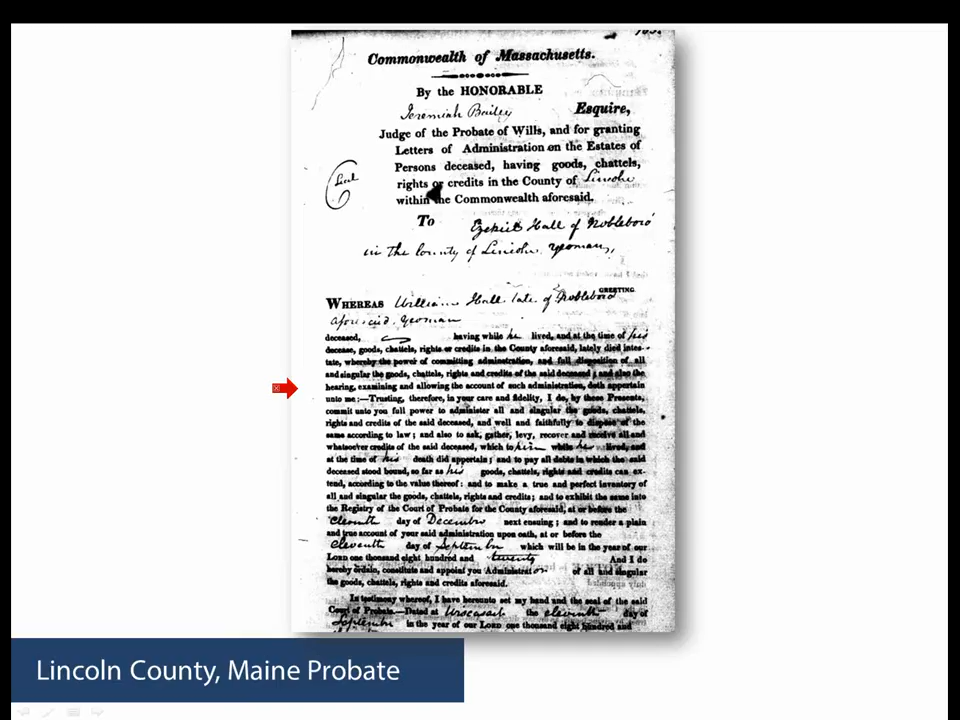 Commonwealth of Massachusetts.
By the HONORABLE
Jeremiah Bailey Esquire,
Judge of the Probate of Wills, and for granting
Letters of Administration on the Estates of
Persons deceased, having goods, chattels,
rights or credits in the County of Lincoln
within the Commonwealth aforesaid.
Seal
To Ezekiel Hall of Nobleboro
in the County of Lincoln, yeoman,
GREETING
WHEREAS William Hall late of Nobleboro
aforesaid, yeoman
deceased, having while he lived, and at the time of his
decease, goods, chattels, rights or credits in the County aforesaid, lately died intes-
tate, whereby the power of committing administration, and full disposition of all
and singular the goods, chattels, rights and credits of the said deceased; and also the
hearing, examining and allowing the account of such administration, doth appertain
unto me:—Trusting, therefore, in your care and fidelity, I do, by these Presents,
commit unto you full power to administer all and singular the goods, chattels,
rights and credits of the said deceased, and well and faithfully to dispose of the
same according to law; and also to ask, gather, levy, recover and receive all and
whatsoever credits of the said deceased, which to him while he lived, and
at the time of his death did appertain; and to pay all debts in which the said
deceased stood bound, so far as his goods, chattels, rights and credits can ex-
tend, according to the value thereof: and to make a true and perfect inventory of
all and singular the goods, chattels, rights and credits; and to exhibit the same into
the Registry of the Court of Probate for the County aforesaid, at or before the
eleventh day of December next ensuing; and to render a plain
and true account of your said administration upon oath, at or before the
eleventh day of September which will be in the year of our
LORD one thousand eight hundred and twenty And I do
hereby ordain, constitute and appoint you Administrator of all and singular
the goods, chattels, rights and credits aforesaid.
In testimony whereof, I have hereunto set my hand and the seal of the said
Court of Probate.—Dated at Wiscasset the eleventh day of
September in the year of our LORD one thousand eight hundred and
Lincoln County, Maine Probate